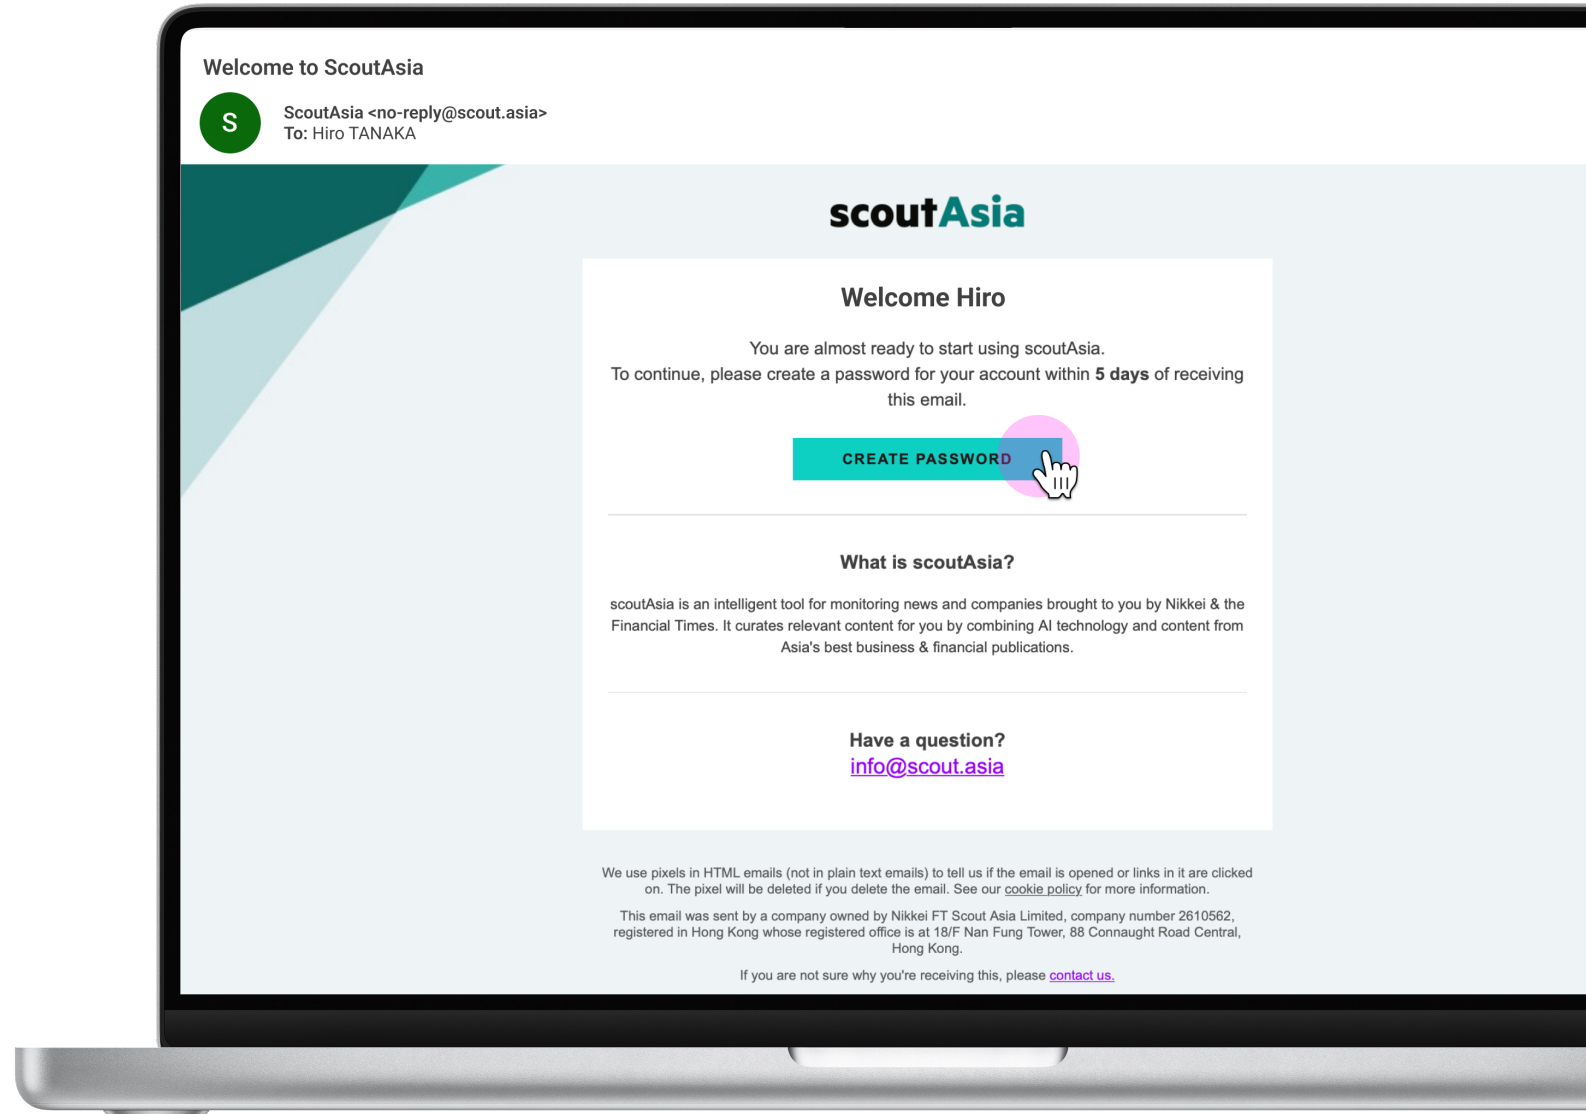 Welcome to ScoutAsia
S
ScoutAsia <no-reply@scout.asia>
To: Hiro TANAKA
scoutAsia
Welcome Hiro
You are almost ready to start using scoutAsia.
To continue, please create a password for your account within 5 days of receiving
this email.
CREATE PASSWORD
What is scoutAsia?
scoutAsia is an intelligent tool for monitoring news and companies brought to you by Nikkei & the
Financial Times. It curates relevant content for you by combining AI technology and content from
Asia's best business & financial publications.
Have a question?
info@scout.asia
We use pixels in HTML emails (not in plain text emails) to tell us if the email is opened or links in it are clicked
on. The pixel will be deleted if you delete the email. See our cookie policy for more information.
This email was sent by a company owned by Nikkei FT Scout Asia Limited, company number 2610562,
registered in Hong Kong whose registered office is at 18/F Nan Fung Tower, 88 Connaught Road Central,
Hong Kong.
If you are not sure why you're receiving this, please contact us.